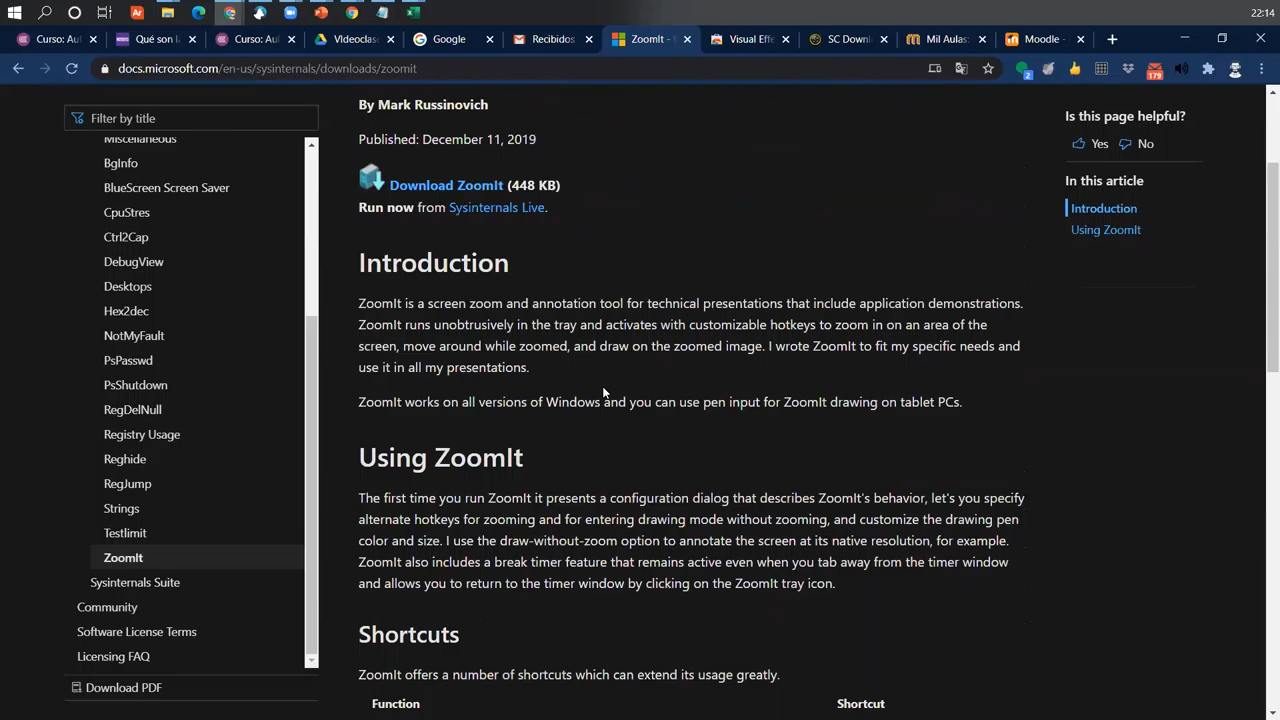 22:14
Curso: Aul
Qué son l
Curso: Aul
Videoclase
Google
Recibidos
ZoomIt -
Visual Effe
SC Downl
Mil Aulas:
Moodle -
docs.microsoft.com/en-us/sysinternals/downloads/zoomit
2
179
Filter by title
Miscellaneous
BgInfo
BlueScreen Screen Saver
CpuStres
Ctrl2Cap
DebugView
Desktops
Hex2dec
NotMyFault
PsPasswd
PsShutdown
RegDelNull
Registry Usage
Reghide
RegJump
Strings
Testlimit
ZoomIt
Sysinternals Suite
Community
Software License Terms
Licensing FAQ
Download PDF
By Mark Russinovich
Published: December 11, 2019
Download ZoomIt (448 KB)
Run now from Sysinternals Live.
Introduction
ZoomIt is a screen zoom and annotation tool for technical presentations that include application demonstrations.
ZoomIt runs unobtrusively in the tray and activates with customizable hotkeys to zoom in on an area of the
screen, move around while zoomed, and draw on the zoomed image. I wrote ZoomIt to fit my specific needs and
use it in all my presentations.
ZoomIt works on all versions of Windows and you can use pen input for ZoomIt drawing on tablet PCs.
Using ZoomIt
The first time you run ZoomIt it presents a configuration dialog that describes ZoomIt's behavior, let's you specify
alternate hotkeys for zooming and for entering drawing mode without zooming, and customize the drawing pen
color and size. I use the draw-without-zoom option to annotate the screen at its native resolution, for example.
ZoomIt also includes a break timer feature that remains active even when you tab away from the timer window
and allows you to return to the timer window by clicking on the ZoomIt tray icon.
Shortcuts
ZoomIt offers a number of shortcuts which can extend its usage greatly.
Function Shortcut
Is this page helpful?
Yes No
In this article
Introduction
Using ZoomIt